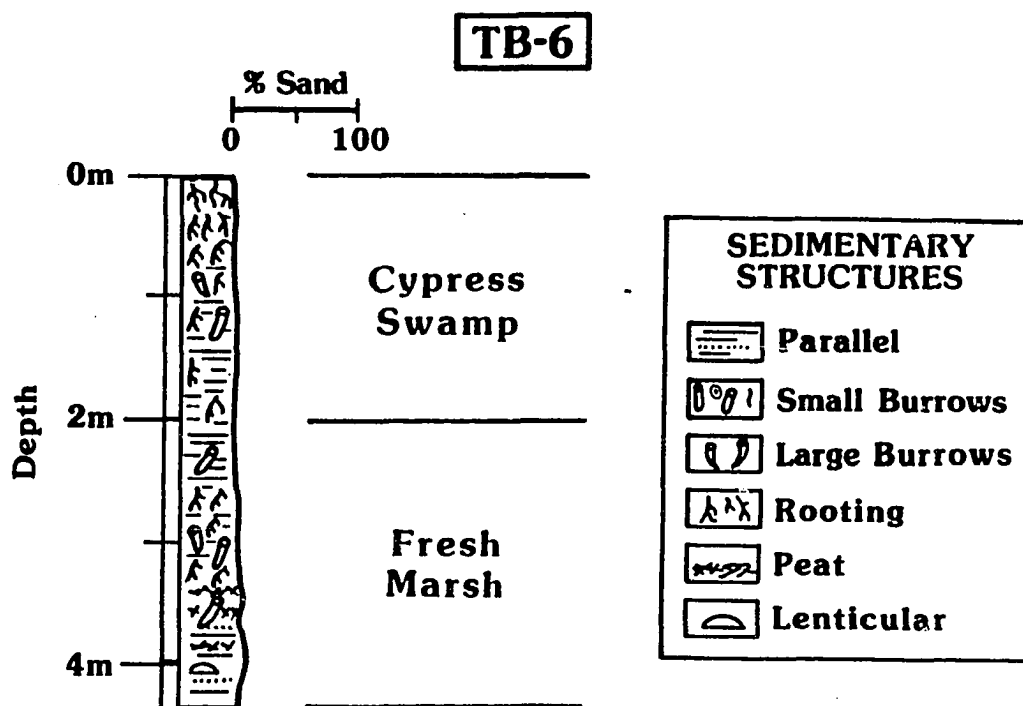 TB-6
% Sand
0 100
0m
2m
4m
Depth
Cypress
Swamp
Fresh
Marsh
SEDIMENTARY
STRUCTURES
Parallel
Small Burrows
Large Burrows
Rooting
Peat
Lenticular